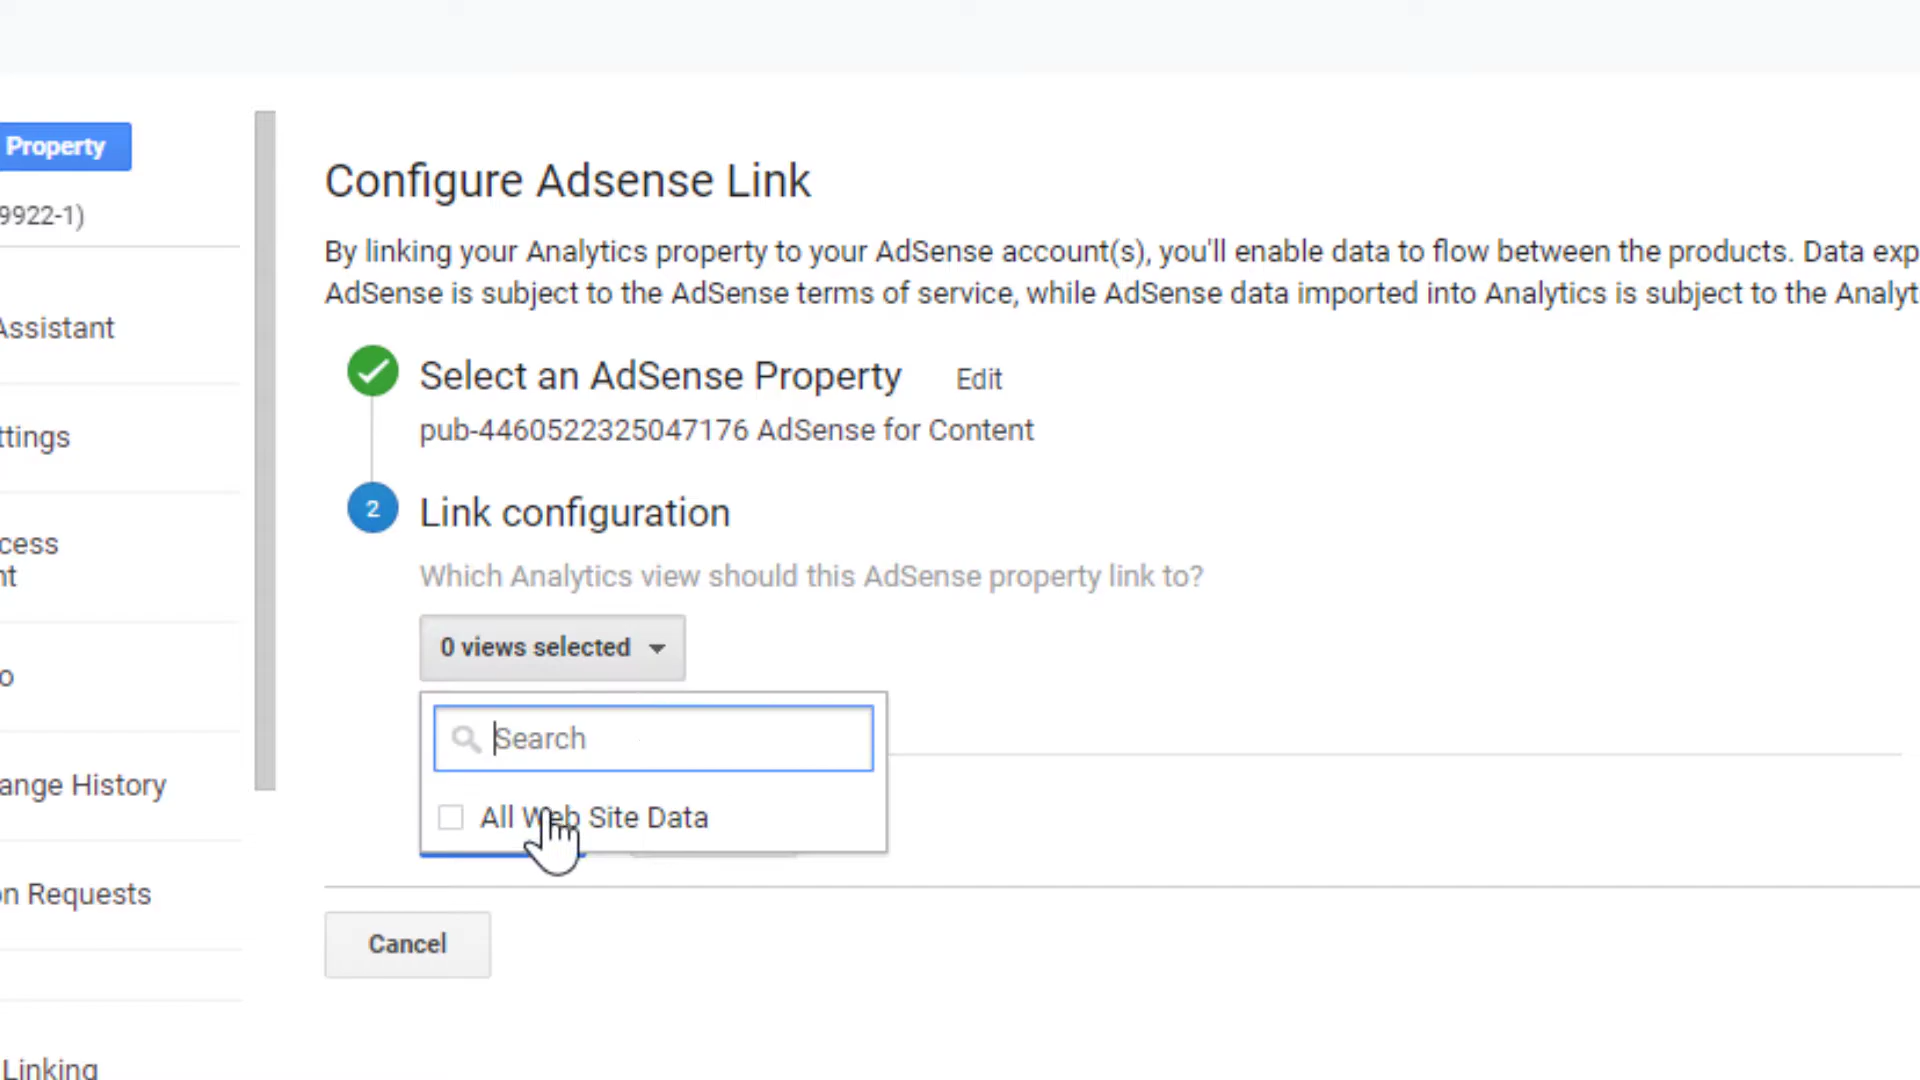 Property
9922-1)
Assistant
ttings
cess
nt
o
ange History
on Requests
Linking
Configure Adsense Link
By linking your Analytics property to your AdSense account(s), you'll enable data to flow between the products. Data exp
AdSense is subject to the AdSense terms of service, while AdSense data imported into Analytics is subject to the Analyt
Select an AdSense Property Edit
pub-4460522325047176 AdSense for Content
2 Link configuration
Which Analytics view should this AdSense property link to?
0 views selected
Search
All Web Site Data
Cancel